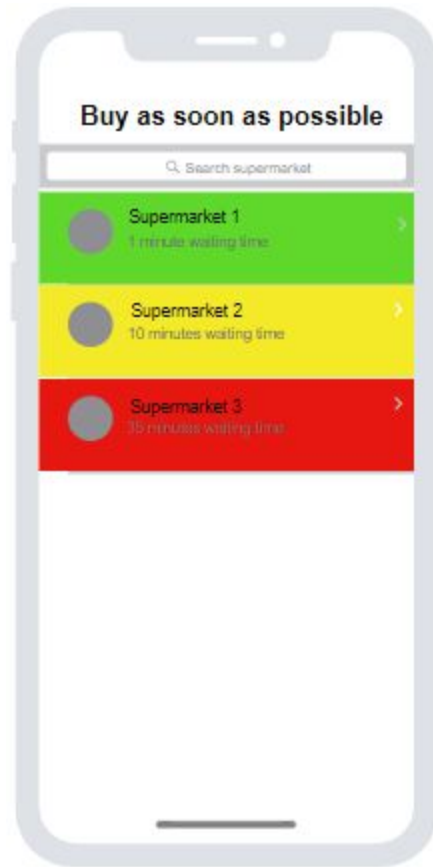 Buy as soon as possible
Search supermarket
Supermarket 1
1 minute waiting time
Supermarket 2
10 minutes waiting time
Supermarket 3
35 minutes waiting time